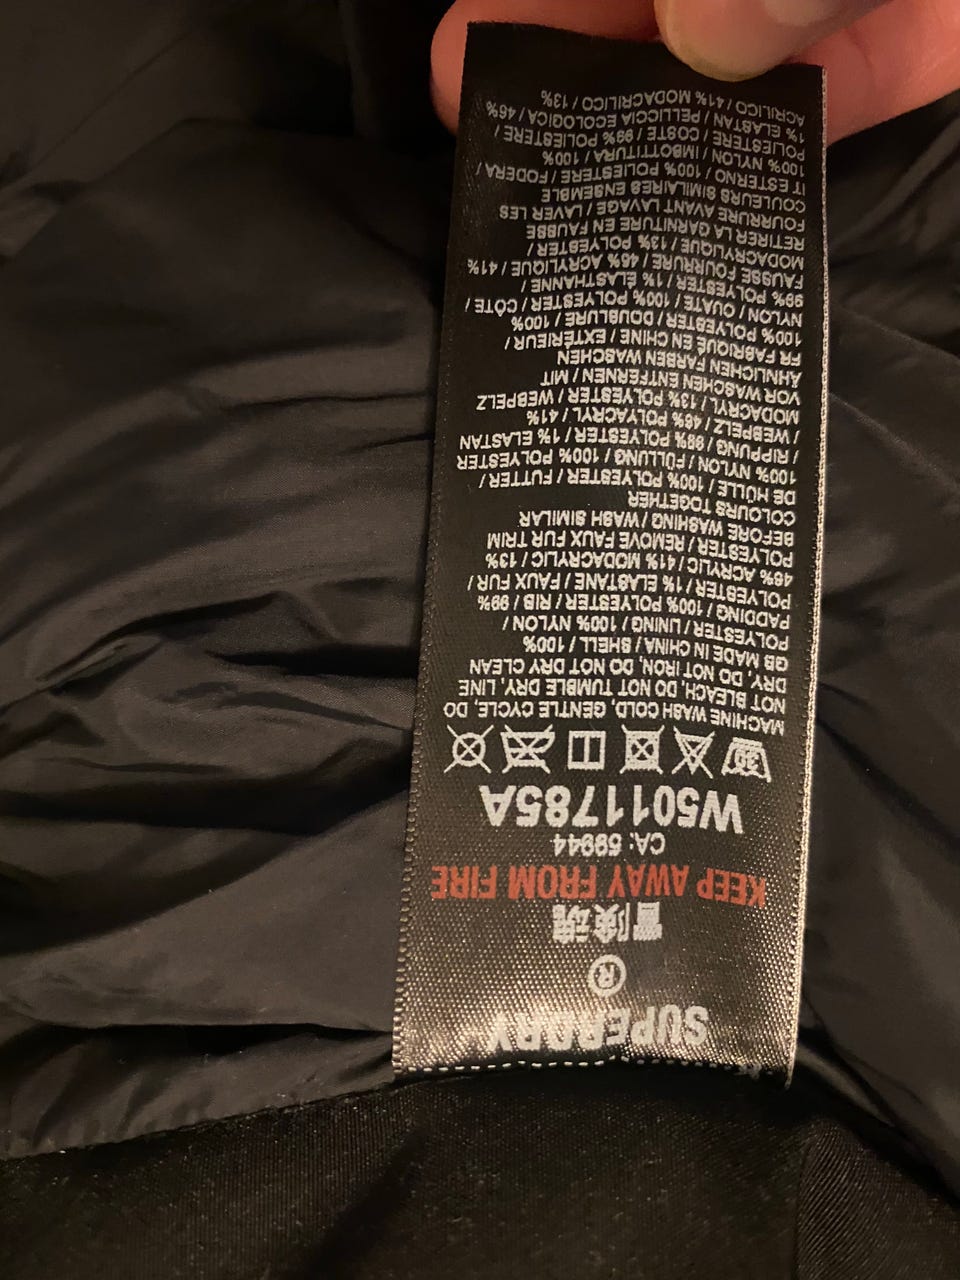 SUPERDRY
®
冒険魂
KEEP AWAY FROM FIRE
CA: 59944
W5011785A
30
MACHINE WASH COLD, GENTLE CYCLE, DO
NOT BLEACH, DO NOT TUMBLE DRY, LINE
DRY, DO NOT IRON, DO NOT DRY CLEAN
GB MADE IN CHINA / SHELL / 100%
POLYESTER / LINING / 100% NYLON /
PADDING / 100% POLYESTER / RIB / 99%
POLYESTER / 1% ELASTANE / FAUX FUR /
46% ACRYLIC / 41% MODACRYLIC / 13%
POLYESTER / REMOVE FAUX FUR TRIM
BEFORE WASHING / WASH SIMILAR
COLOURS TOGETHER
DE HÜLLE / 100% POLYESTER / FUTTER /
100% NYLON / FÜLLUNG / 100% POLYESTER
/ RIPPUNG / 99% POLYESTER / 1% ELASTAN
/ WEBPELZ / 46% POLYACRYL / 41%
MODACRYL / 13% POLYESTER / WEBPELZ
VOR WASCHEN ENTFERNEN / MIT
ÄHNLICHEN FARBEN WASCHEN
FR FABRIQUÉ EN CHINE / EXTÉRIEUR /
100% POLYESTER / DOUBLURE / 100%
NYLON / OUATE / 100% POLYESTER / CÔTE /
99% POLYESTER / 1% ÉLASTHANNE /
FAUSSE FOURRURE / 46% ACRYLIQUE / 41%
MODACRYLIQUE / 13% POLYESTER /
RETIRER LA GARNITURE EN FAUSSE
FOURRURE AVANT LAVAGE / LAVER LES
COULEURS SIMILAIRES ENSEMBLE
IT ESTERNO / 100% POLIESTERE / FODERA /
100% NYLON / IMBOTTITURA / 100%
POLIESTERE / COSTE / 99% POLIESTERE /
1% ELASTAN / PELLICCIA ECOLOGICA / 46%
ACRILICO / 41% MODACRILICO / 13%